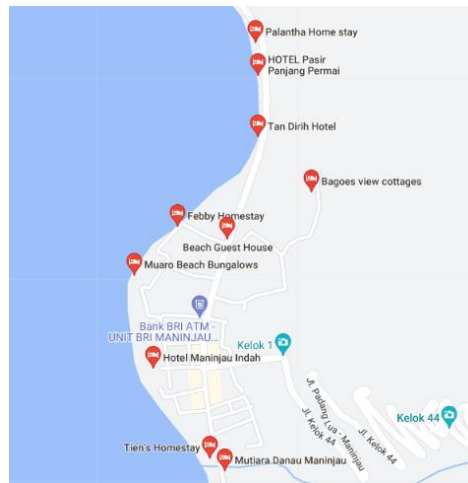 Palantha Home stay
HOTEL Pasir
Panjang Permai
Tan Dirih Hotel
Bagoes view cottages
Febby Homestay
Beach Guest House
Muaro Beach Bungalows
Bank BRI ATM -
UNIT BRI MANINJAU...
Kelok 1
Hotel Maninjau Indah
Jl. Padang Lua - Maninjau
Jl. Kelok 44
Jl. Kelok 44
Kelok 44
Tien's Homestay
Mutiara Danau Maninjau